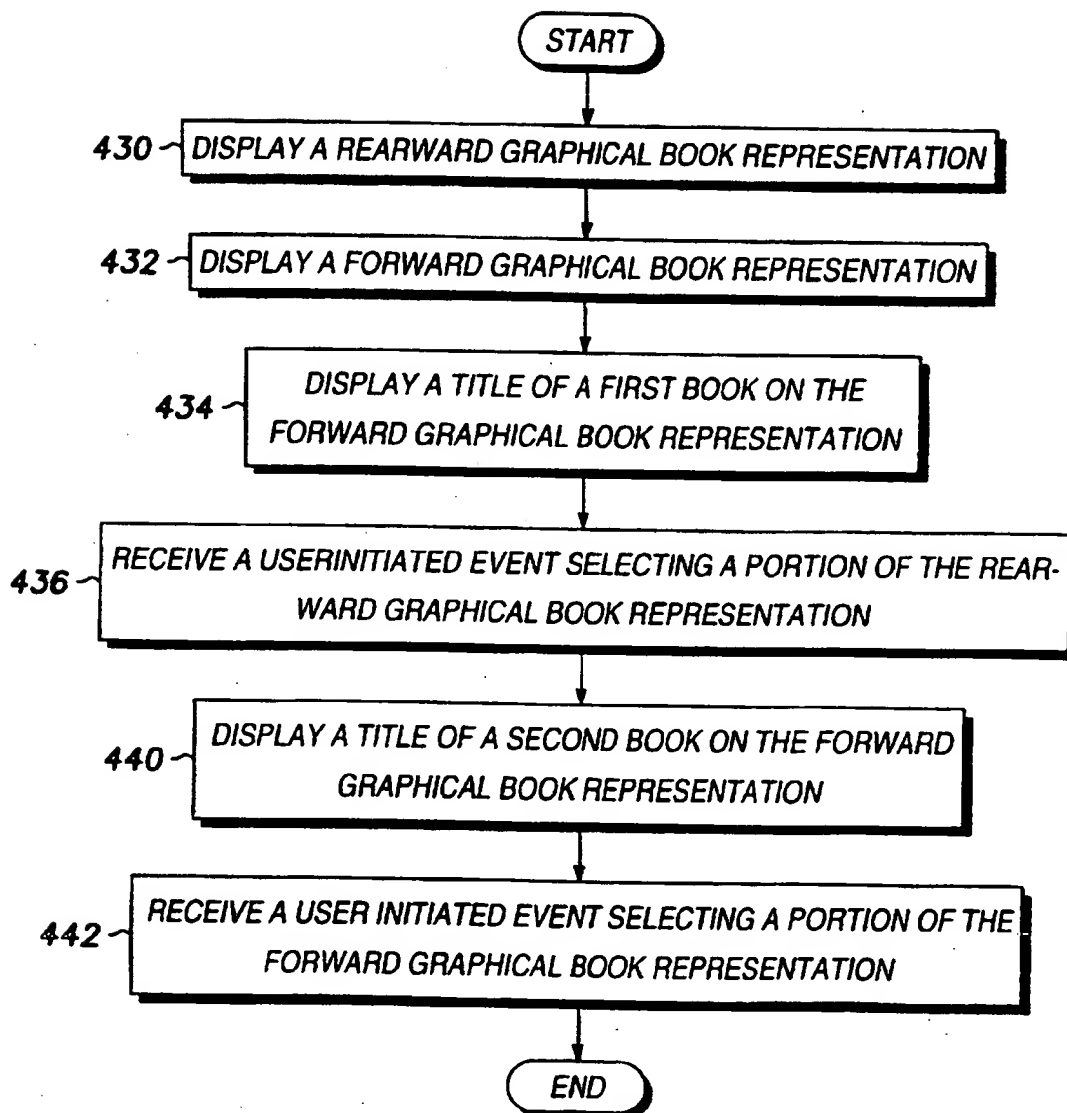 START
430 DISPLAY A REARWARD GRAPHICAL BOOK REPRESENTATION
432 DISPLAY A FORWARD GRAPHICAL BOOK REPRESENTATION
DISPLAY A TITLE OF A FIRST BOOK ON THE
434
FORWARD GRAPHICAL BOOK REPRESENTATION
RECEIVE A USERINITIATED EVENT SELECTING A PORTION OF THE REAR-
436
WARD GRAPHICAL BOOK REPRESENTATION
DISPLAY A TITLE OF A SECOND BOOK ON THE FORWARD
440
GRAPHICAL BOOK REPRESENTATION
RECEIVE A USER INITIATED EVENT SELECTING A PORTION OF THE
442
FORWARD GRAPHICAL BOOK REPRESENTATION
END